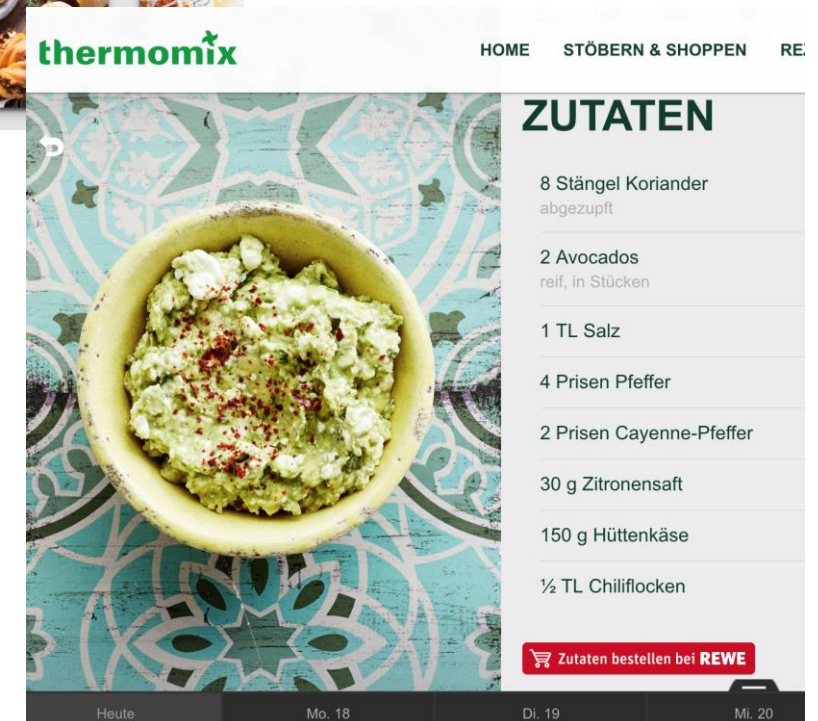 thermomix
HOME STÖBERN & SHOPPEN
ZUTATEN
8 Stängel Koriander
abgezupft
2 Avocados
reif, in Stücken
1 TL Salz
4 Prisen Pfeffer
2 Prisen Cayenne-Pfeffer
30 g Zitronensaft
150 g Hüttenkäse
½ TL Chiliflocken
Zutaten bestellen bei REWE
Heute Mo. 18 Di. 19 Mi. 20